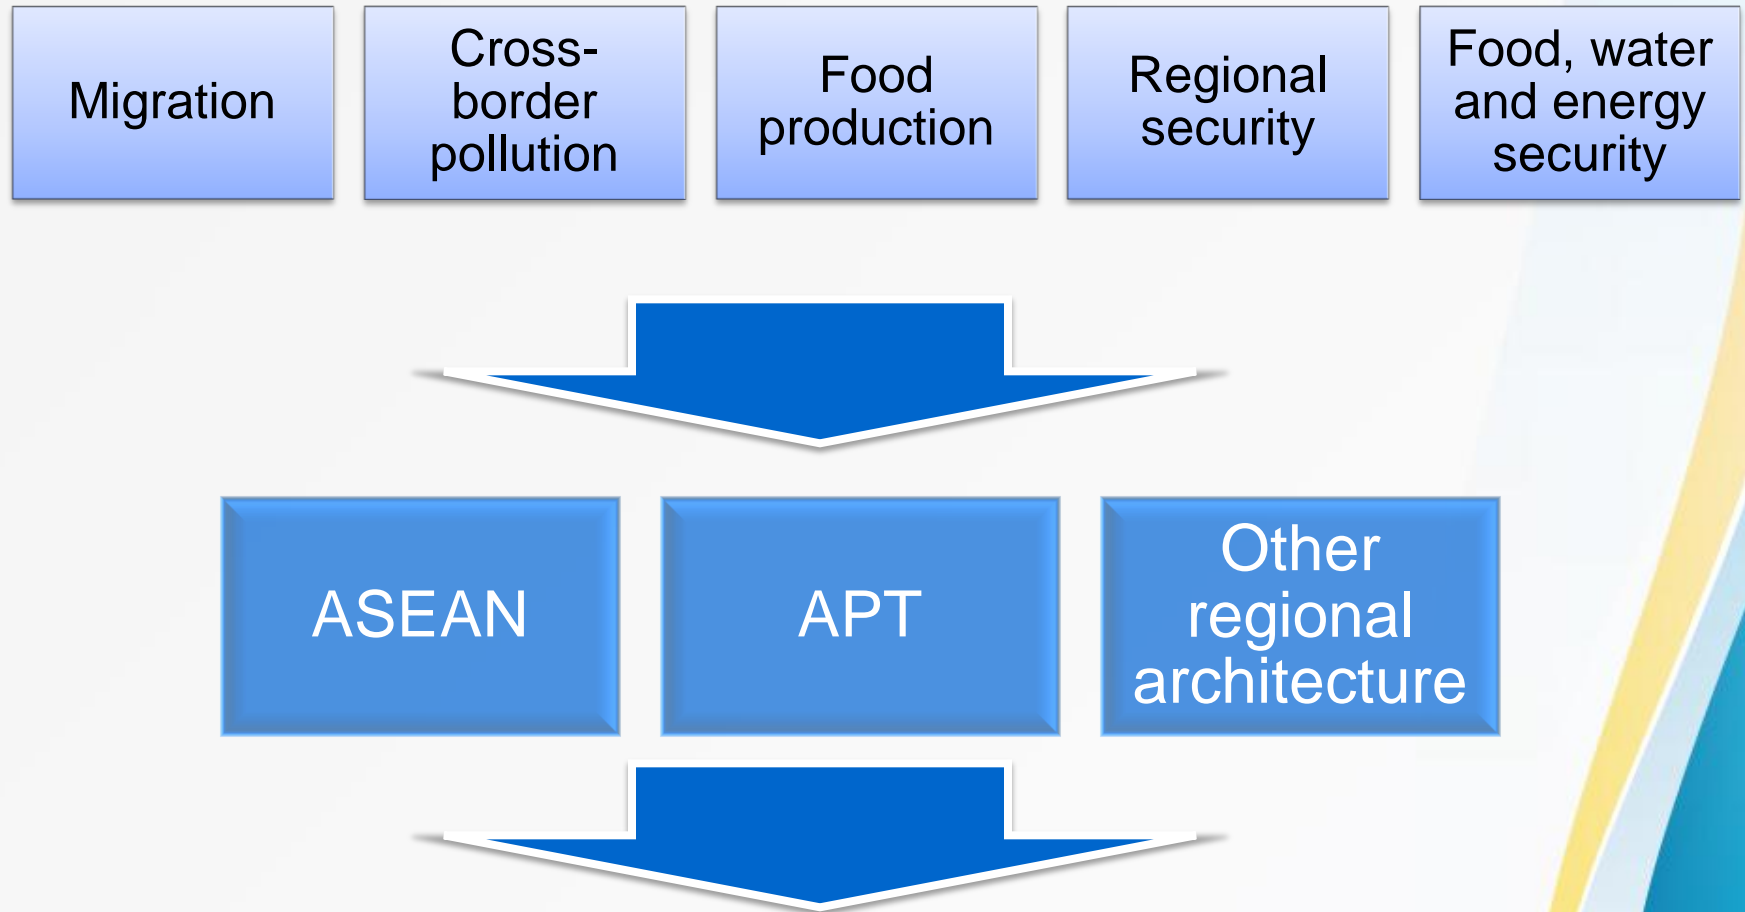 Migration
Cross-
border
pollution
Food
production
Regional
security
Food, water
and energy
security
ASEAN
APT
Other
regional
architecture